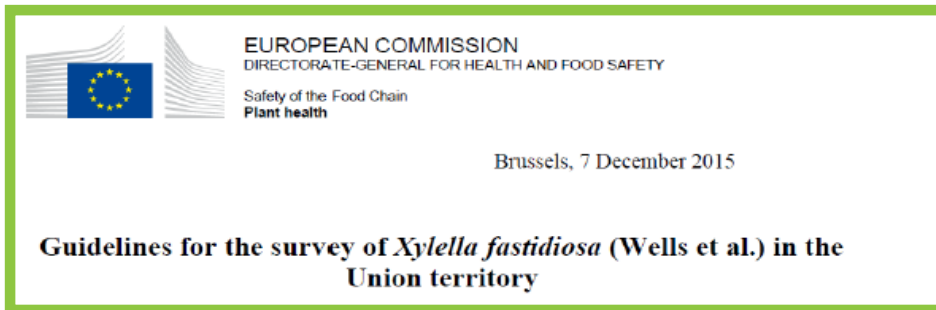 EUROPEAN COMMISSION
DIRECTORATE-GENERAL FOR HEALTH AND FOOD SAFETY
Safety of the Food Chain
Plant health
Brussels, 7 December 2015
Guidelines for the survey of Xylella fastidiosa (Wells et al.) in the
Union territory